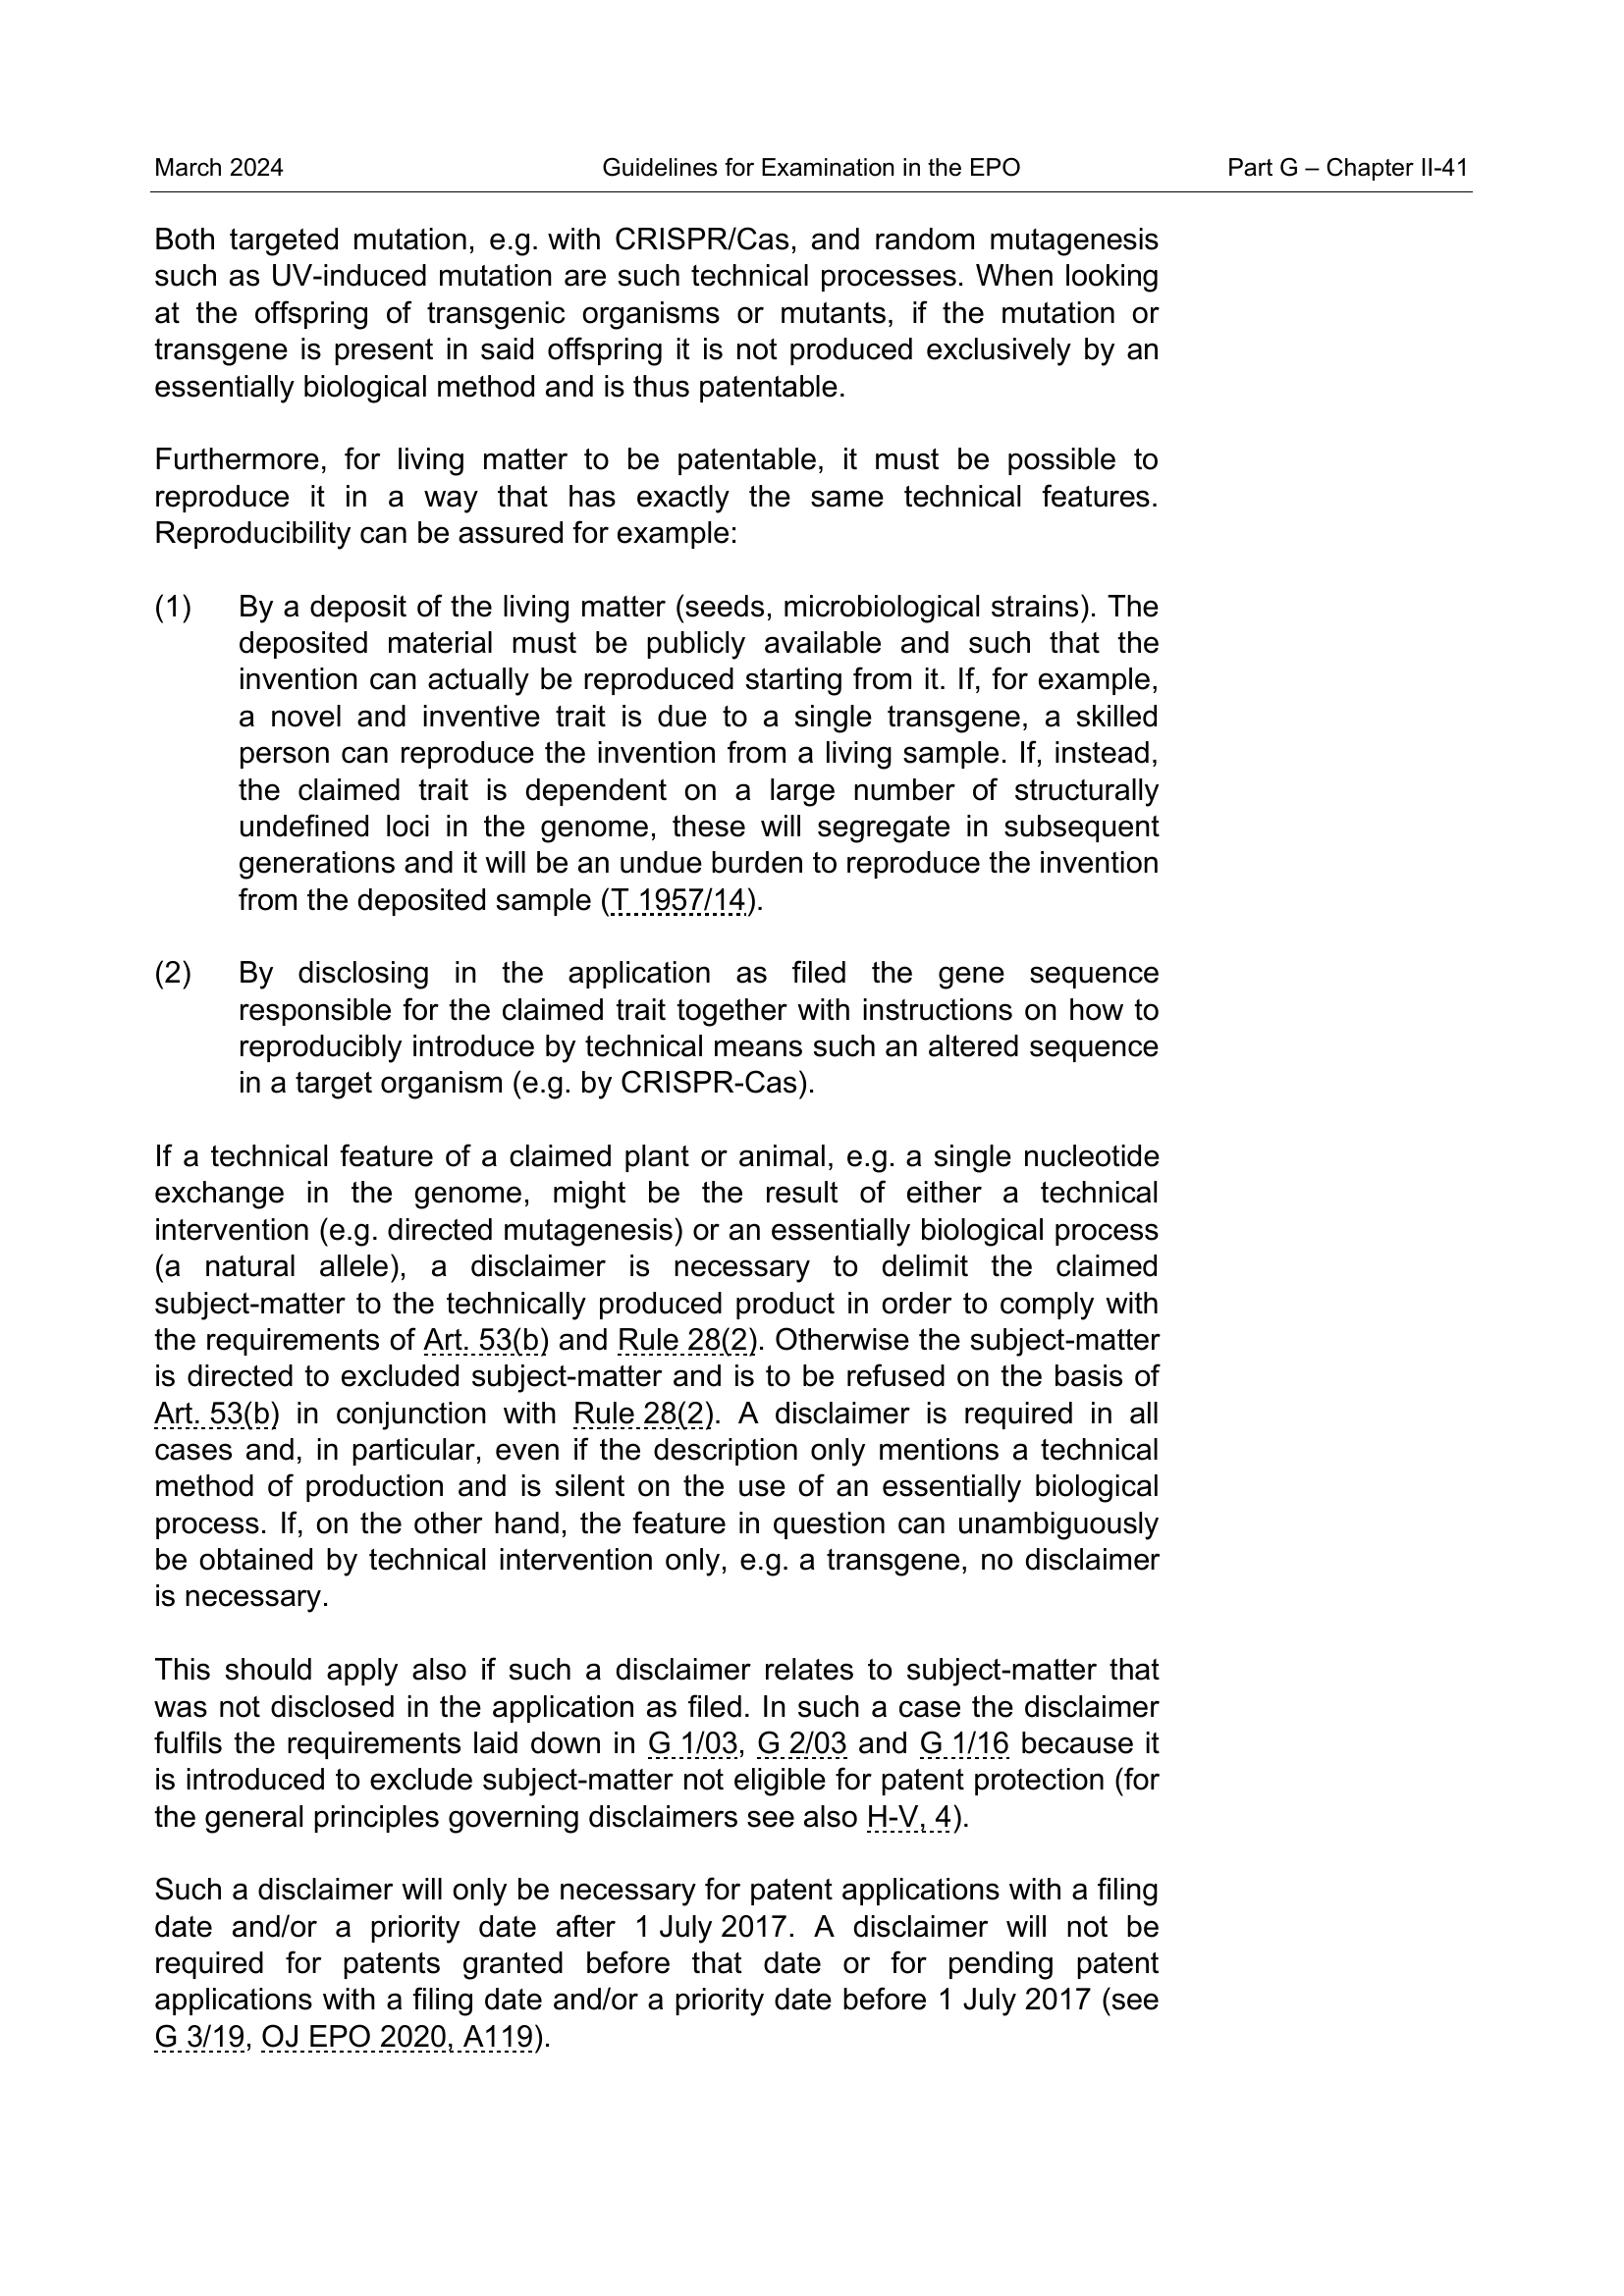 March 2024 Guidelines for Examination in the EPO Part G – Chapter II-41
Both targeted mutation, e.g. with CRISPR/Cas, and random mutagenesis
such as UV-induced mutation are such technical processes. When looking
at the offspring of transgenic organisms or mutants, if the mutation or
transgene is present in said offspring it is not produced exclusively by an
essentially biological method and is thus patentable.
Furthermore, for living matter to be patentable, it must be possible to
reproduce it in a way that has exactly the same technical features.
Reproducibility can be assured for example:
(1) By a deposit of the living matter (seeds, microbiological strains). The
deposited material must be publicly available and such that the
invention can actually be reproduced starting from it. If, for example,
a novel and inventive trait is due to a single transgene, a skilled
person can reproduce the invention from a living sample. If, instead,
the claimed trait is dependent on a large number of structurally
undefined loci in the genome, these will segregate in subsequent
generations and it will be an undue burden to reproduce the invention
from the deposited sample (T 1957/14).
(2) By disclosing in the application as filed the gene sequence
responsible for the claimed trait together with instructions on how to
reproducibly introduce by technical means such an altered sequence
in a target organism (e.g. by CRISPR-Cas).
If a technical feature of a claimed plant or animal, e.g. a single nucleotide
exchange in the genome, might be the result of either a technical
intervention (e.g. directed mutagenesis) or an essentially biological process
(a natural allele), a disclaimer is necessary to delimit the claimed
subject-matter to the technically produced product in order to comply with
the requirements of Art. 53(b) and Rule 28(2). Otherwise the subject-matter
is directed to excluded subject-matter and is to be refused on the basis of
Art. 53(b) in conjunction with Rule 28(2). A disclaimer is required in all
cases and, in particular, even if the description only mentions a technical
method of production and is silent on the use of an essentially biological
process. If, on the other hand, the feature in question can unambiguously
be obtained by technical intervention only, e.g. a transgene, no disclaimer
is necessary.
This should apply also if such a disclaimer relates to subject-matter that
was not disclosed in the application as filed. In such a case the disclaimer
fulfils the requirements laid down in G 1/03, G 2/03 and G 1/16 because it
is introduced to exclude subject-matter not eligible for patent protection (for
the general principles governing disclaimers see also H-V, 4).
Such a disclaimer will only be necessary for patent applications with a filing
date and/or a priority date after 1 July 2017. A disclaimer will not be
required for patents granted before that date or for pending patent
applications with a filing date and/or a priority date before 1 July 2017 (see
G 3/19, OJ EPO 2020, A119).